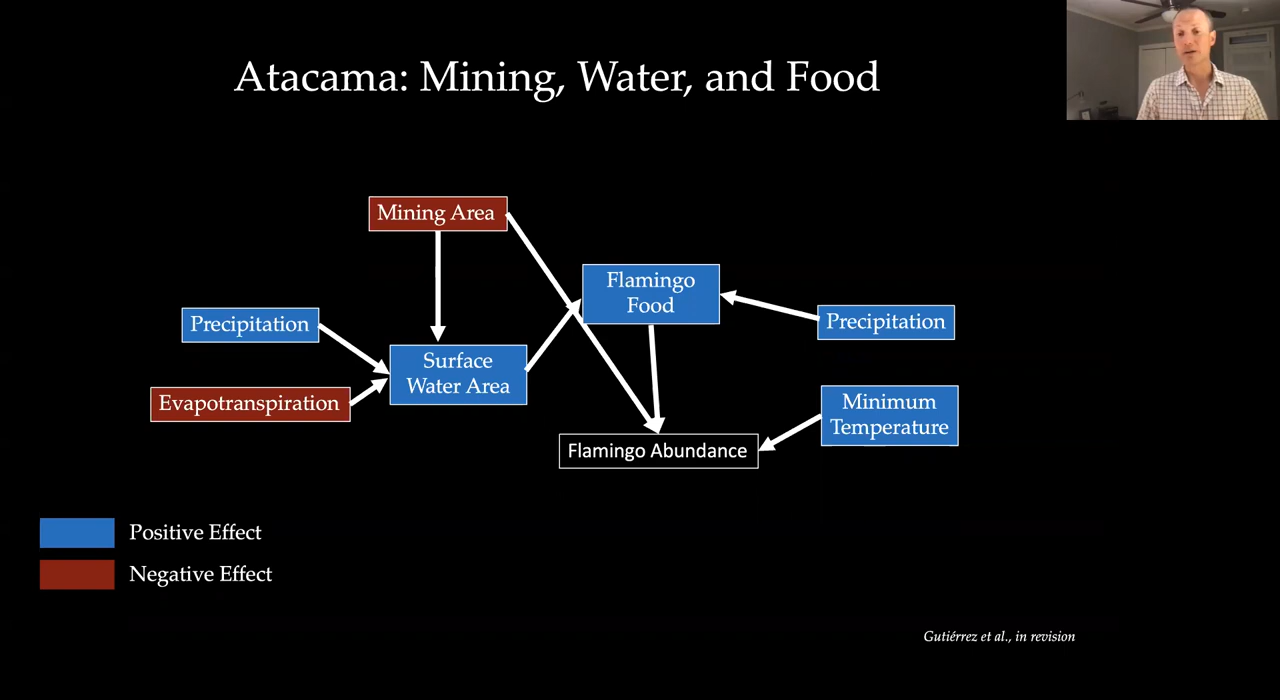 Atacama: Mining, Water, and Food
Mining Area
Flamingo
Food
Precipitation
Precipitation
Surface
Water Area
Evapotranspiration
Minimum
Temperature
Flamingo Abundance
Positive Effect
Negative Effect
Gutiérrez et al., in revision